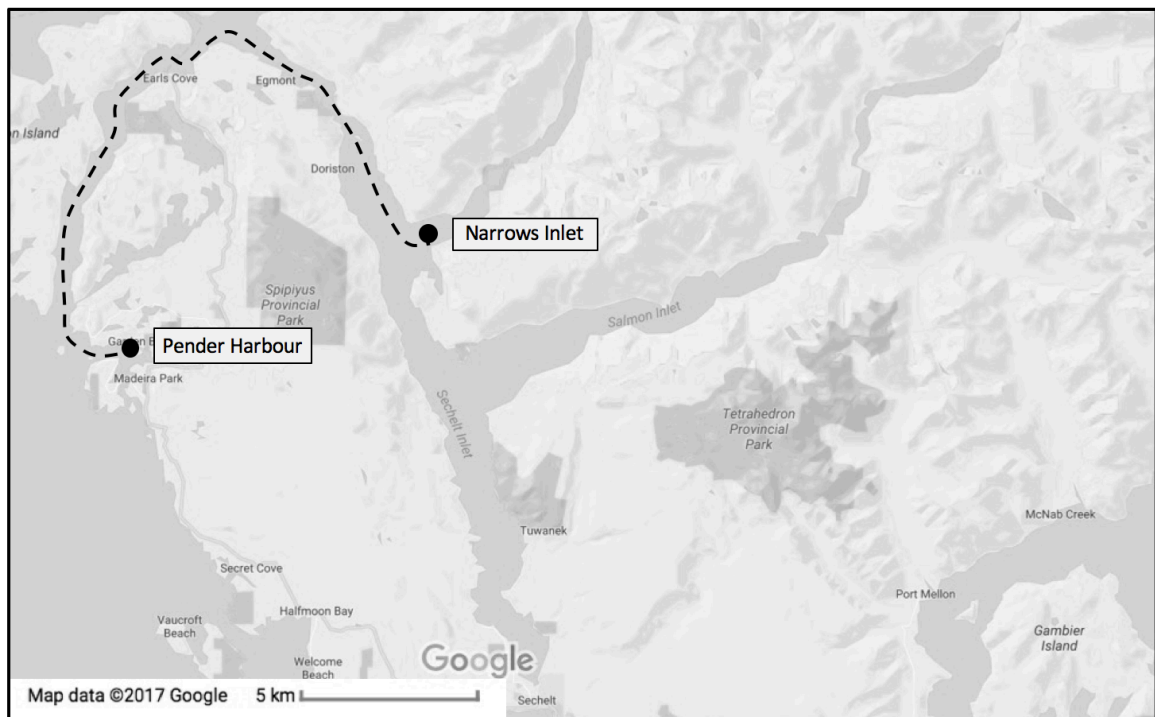 Earls Cove
Egmont
on Island
Doriston
Narrows Inlet
Spipiyus
Provincial
Park
Salmon Inlet
Pender Harbour
Madeira Park
Sechelt Inlet
Tetrahedron
Provincial
Park
McNab Creek
Tuwanek
Secret Cove
Port Mellon
Halfmoon Bay
Vaucroft
Beach
Gambier
Island
Welcome
Beach
Google
Map data ©2017 Google 5 km
Sechelt